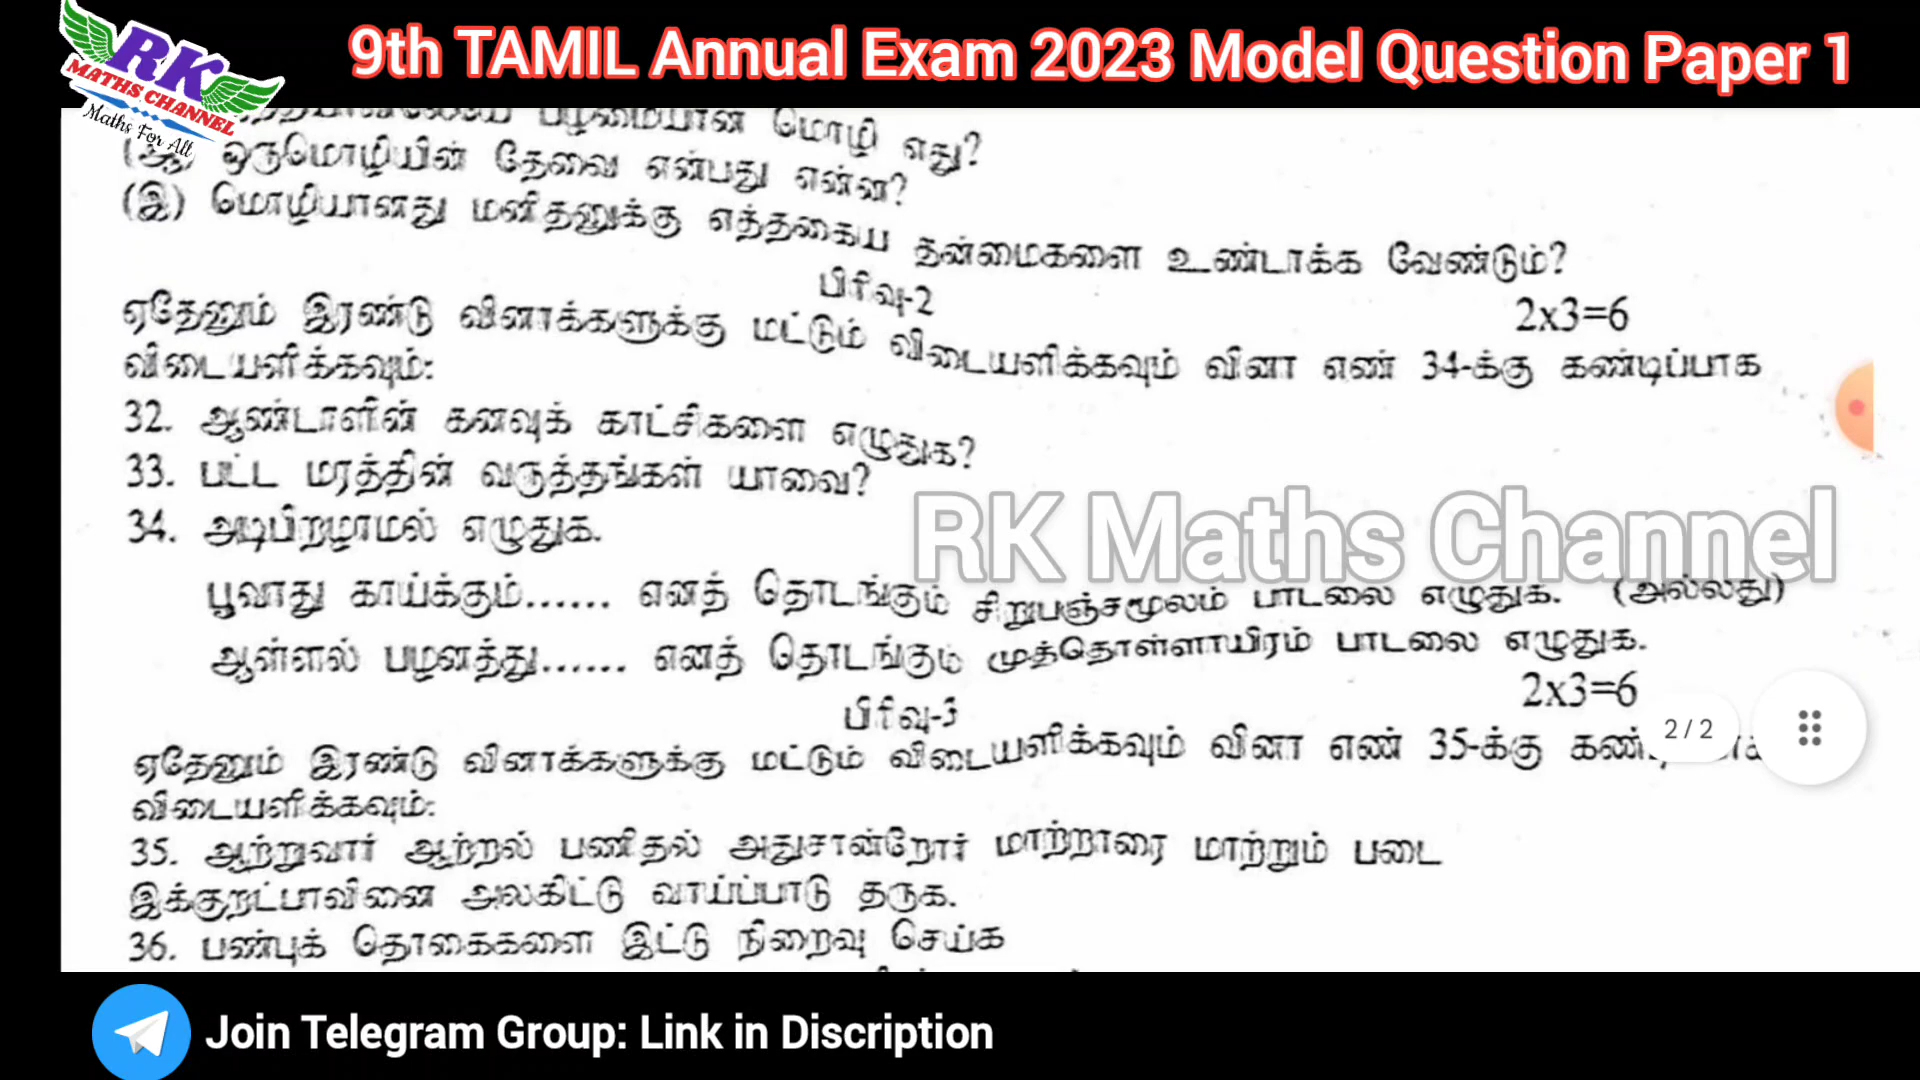 RK
MATHS CHANNEL
Maths For All
9th TAMIL Annual Exam 2023 Model Question Paper 1
பழமையான மொழி எது?
(ஆ) ஒருமொழியின் தேவை என்பது என்ன?
(இ) மொழியானது மனிதனுக்கு எத்தகைய தன்மைகளை உண்டாக்க வேண்டும்?
பிரிவு-2 2x3=6
ஏதேனும் இரண்டு வினாக்களுக்கு மட்டும் விடையளிக்கவும் வினா எண் 34-க்கு கண்டிப்பாக
விடையளிக்கவும்:
32. ஆண்டாளின் கனவுக் காட்சிகளை எழுதுக?
33. பட்ட மரத்தின் வருத்தங்கள் யாவை?
RK Maths Channel
34. அடிபிறழாமல் எழுதுக.
பூவாது காய்க்கும்...... எனத் தொடங்கும் சிறுபஞ்சமூலம் பாடலை எழுதுக. (அல்லது)
ஆள்ளல் பழனத்து...... எனத் தொடங்கும் முத்தொள்ளாயிரம் பாடலை எழுதுக.
பிரிவு-3 2x3=6
2/2
ஏதேனும் இரண்டு வினாக்களுக்கு மட்டும் விடையளிக்கவும் வினா எண் 35-க்கு
விடையளிக்கவும்:
35. ஆற்றுவார் ஆற்றல் பணிதல் அதுசான்றோர் மாற்றாரை மாற்றும் படை
இக்குறட்பாவினை அலகிட்டு வாய்ப்பாடு தருக.
36. பண்புக் தொகைகளை இட்டு நிறைவு செய்க
Join Telegram Group: Link in Discription